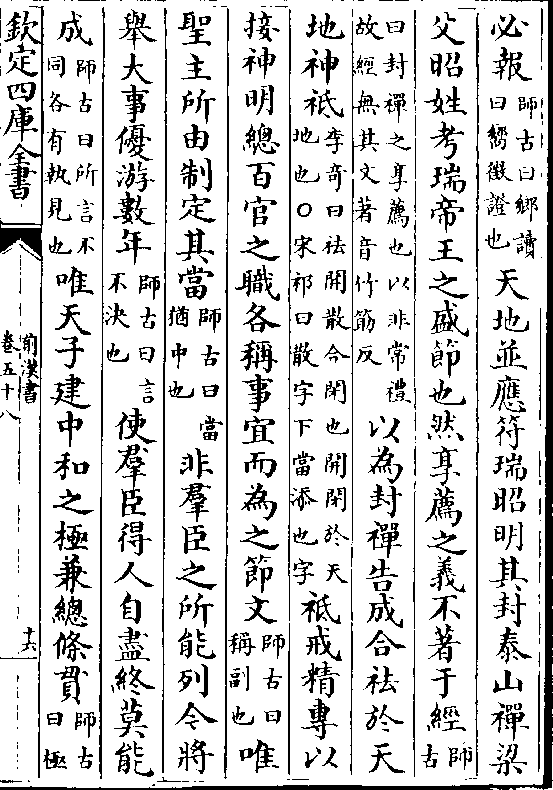 必報師古曰鄉讀曰嚮徵證也天地並應符瑞昭明其封泰山禪梁
父昭姓考瑞帝王之盛節也然享薦之義不著于經師古
曰封禪之享薦也以非常禮故經無其文著音竹筋反以為封禪告成合祛於天
地神祗李奇曰祛開散合閉也開閉於天地也○宋祁曰散字下當添也字祗戒精專以
接神明總百官之職各稱事宜而為之節文師古曰稱副也唯
聖主所由制定其當師古曰當猶中也非羣臣之所能列今將
舉大事優游數年師古曰言不決也使羣臣得人自盡終莫能
成師古曰所言不同各有執見也唯天子建中和之極兼總條貫師古曰極
欽定四庫全書
前漢書
卷五十八
十六